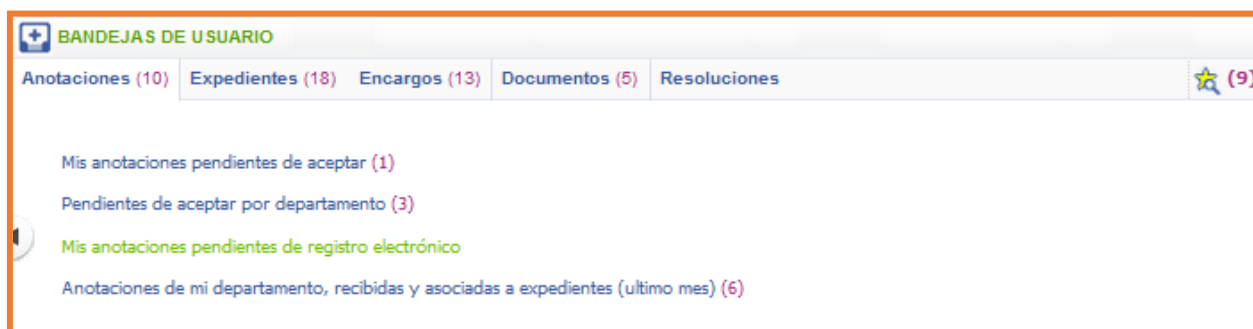 BANDEJAS DE USUARIO
Anotaciones (10) Expedientes (18) Encargos (13) Documentos (5) Resoluciones (9)
Mis anotaciones pendientes de aceptar (1)
Pendientes de aceptar por departamento (3)
Mis anotaciones pendientes de registro electrónico
Anotaciones de mi departamento, recibidas y asociadas a expedientes (ultimo mes) (6)